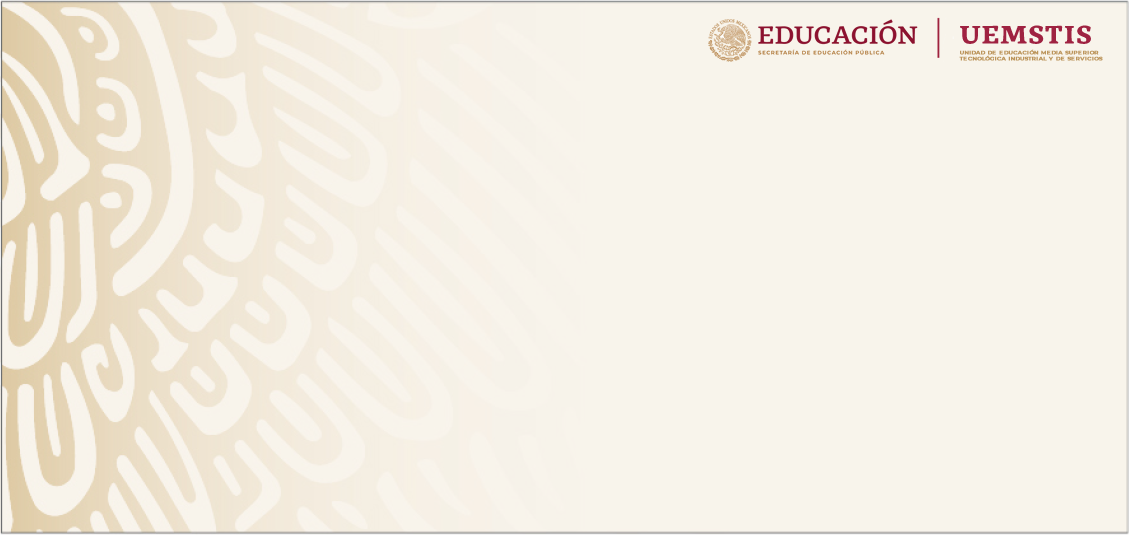 EDUCACIÓN
SECRETARÍA DE EDUCACIÓN PÚBLICA
UEMSTIS
UNIDAD DE EDUCACIÓN MEDIA SUPERIOR
TECNOLÓGICA INDUSTRIAL Y DE SERVICIOS